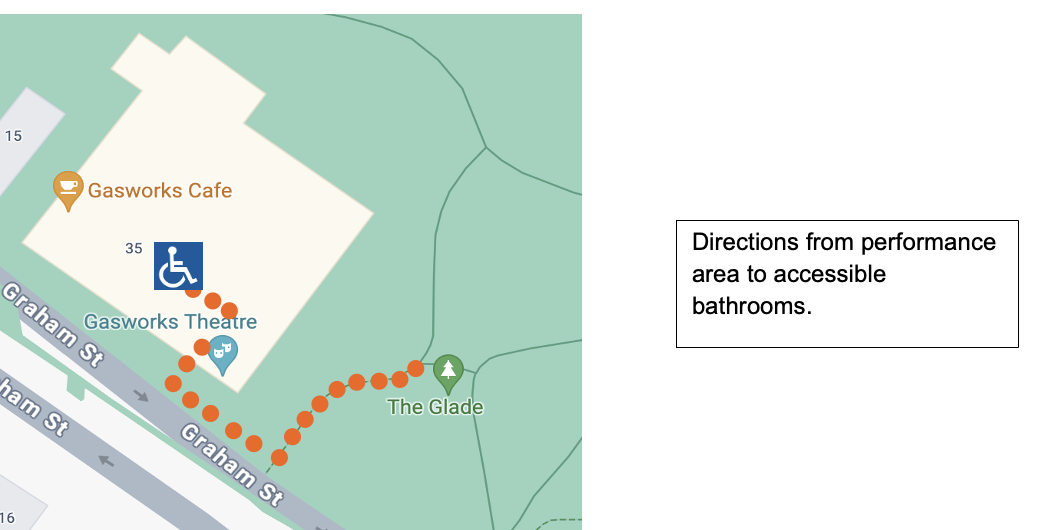 15
Gasworks Cafe
35
Graham St
Gasworks Theatre
ham St
The Glade
Graham St
16
Directions from performance
area to accessible
bathrooms.